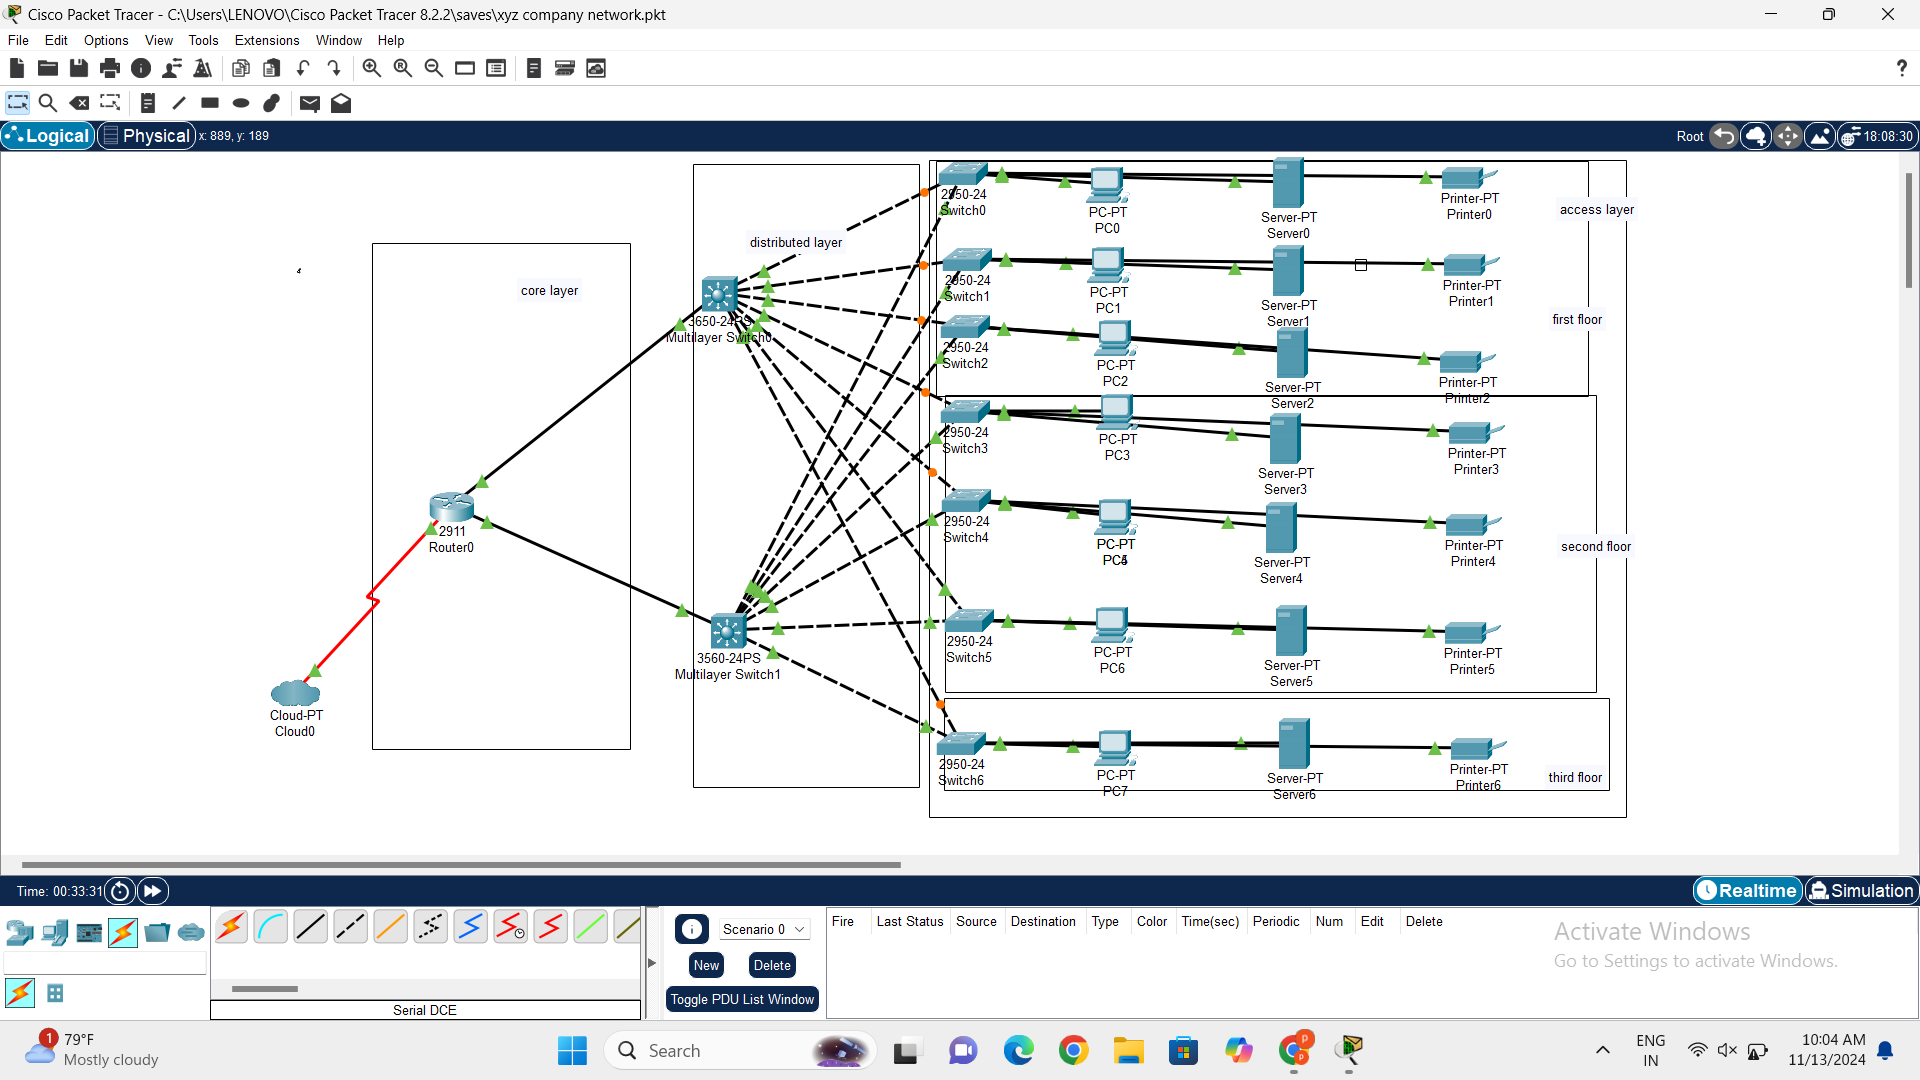 Cisco Packet Tracer - C:\Users\LENOVO\Cisco Packet Tracer 8.2.2\saves\xyz company network.pkt
File Edit Options View Tools Extensions Window Help
Logical Physical x: 889, y: 189 Root 18:08:30
core layer
distributed layer
access layer
first floor
second floor
third floor
3650-24PS
Multilayer Switch0
3560-24PS
Multilayer Switch1
2911
Router0
Cloud-PT
Cloud0
2950-24
Switch0
PC-PT
PC0
Server-PT
Server0
Printer-PT
Printer0
2950-24
Switch1
PC-PT
PC1
Server-PT
Server1
Printer-PT
Printer1
2950-24
Switch2
PC-PT
PC2
Server-PT
Server2
Printer-PT
Printer2
2950-24
Switch3
PC-PT
PC3
Server-PT
Server3
Printer-PT
Printer3
2950-24
Switch4
PC-PT
Server-PT
Server4
Printer-PT
Printer4
2950-24
Switch5
PC-PT
PC6
Server-PT
Server5
Printer-PT
Printer5
2950-24
Switch6
PC-PT
PC7
Server-PT
Server6
Printer-PT
Printer6
Time: 00:33:31 Realtime Simulation
Scenario 0
New Delete
Toggle PDU List Window
Fire Last Status Source Destination Type Color Time(sec) Periodic Num Edit Delete
Serial DCE
Activate Windows
Go to Settings to activate Windows.
1
79°F
Mostly cloudy
Search
ENG
IN
10:04 AM
11/13/2024